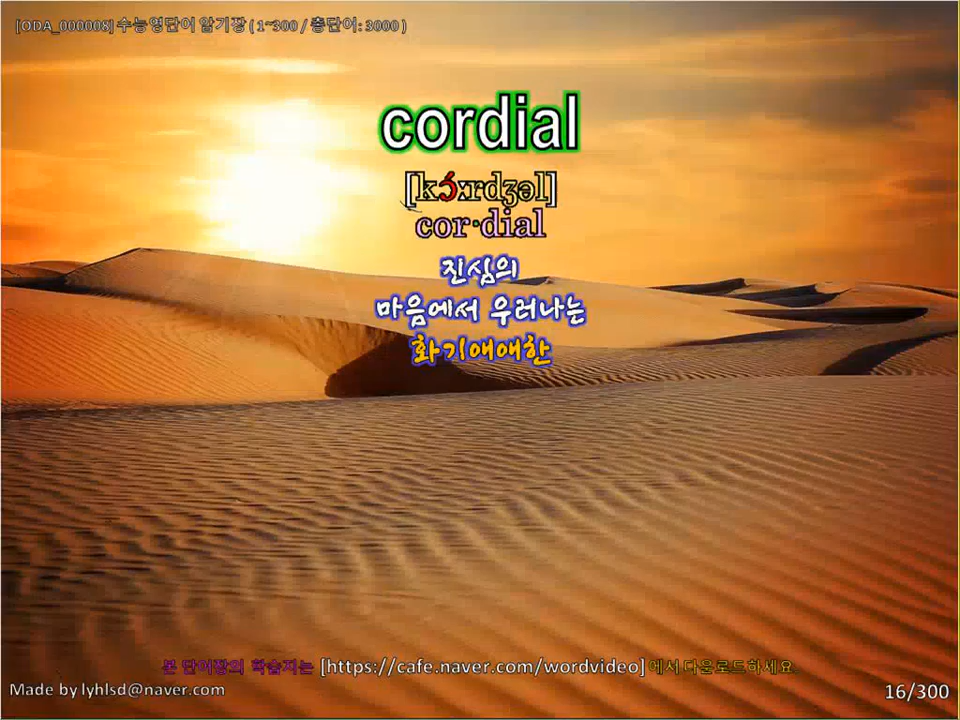 [ODA_000008] 수능영단어 암기장 ( 1~300 / 총단어: 3000 )
cordial
[kɔ́ːrdʒəl]
cor·dial
진심의
마음에서 우러나는
화기애애한
본 단어장의 학습지는 [https://cafe.naver.com/wordvideo] 에서 다운로드하세요.
Made by lyhlsd@naver.com
16/300